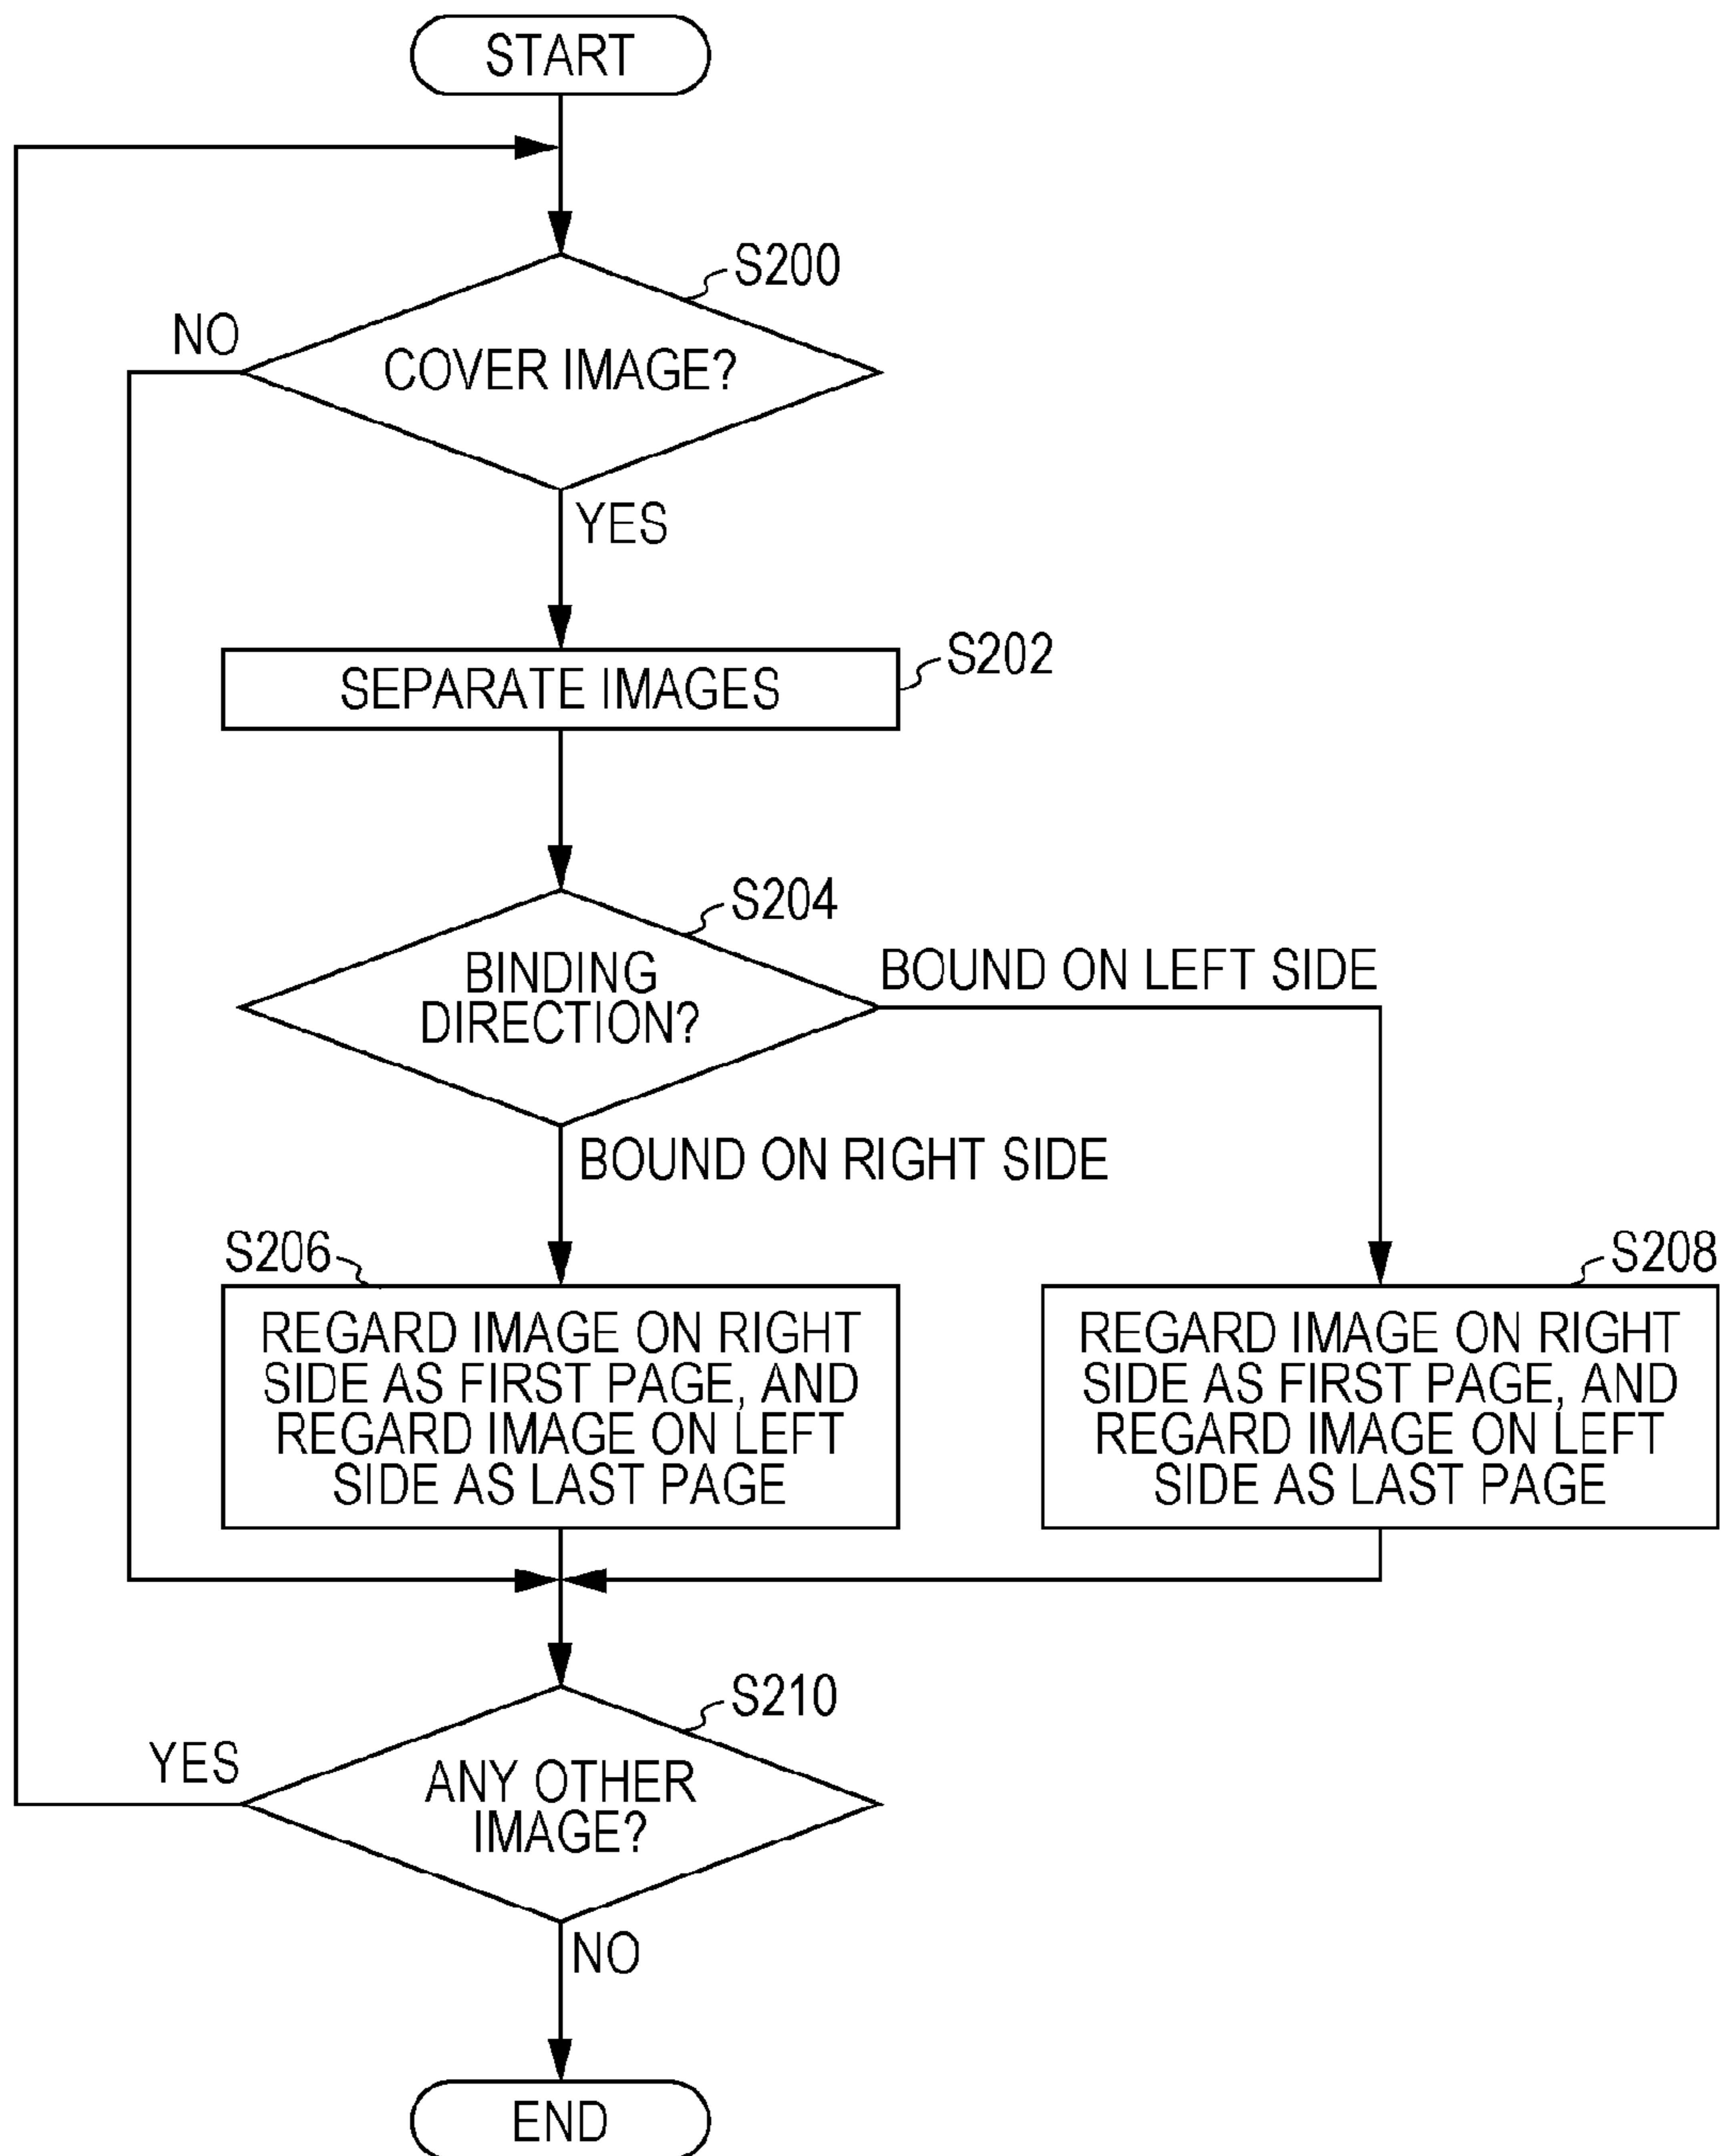 START
S200
NO
COVER IMAGE?
YES
S202
SEPARATE IMAGES
S204
BINDING
DIRECTION?
BOUND ON LEFT SIDE
BOUND ON RIGHT SIDE
S206
REGARD IMAGE ON RIGHT
SIDE AS FIRST PAGE, AND
REGARD IMAGE ON LEFT
SIDE AS LAST PAGE
S208
REGARD IMAGE ON RIGHT
SIDE AS FIRST PAGE, AND
REGARD IMAGE ON LEFT
SIDE AS LAST PAGE
S210
YES
ANY OTHER
IMAGE?
NO
END